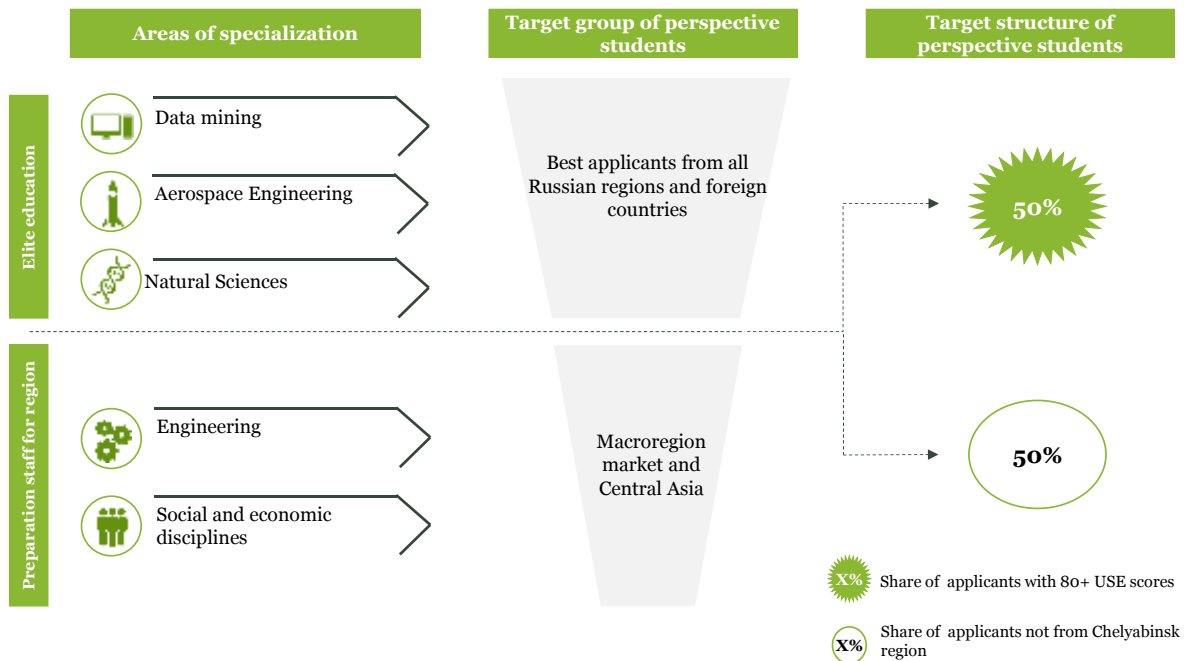 Areas of specialization
Target group of perspective
students
Target structure of
perspective students
Elite education
Data mining
Aerospace Engineering
Natural Sciences
Best applicants from all
Russian regions and foreign
countries
50%
Preparation staff for region
Engineering
Social and economic
disciplines
Macroregion
market and
Central Asia
50%
X% Share of applicants with 80+ USE scores
X% Share of applicants not from Chelyabinsk
region